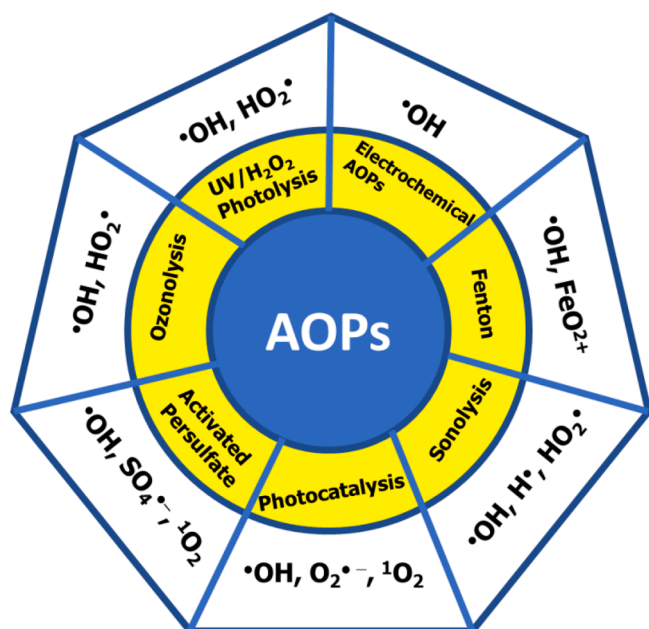 AOPs
Electrochemical
AOPs
•OH
Fenton
•OH, FeO²⁺
Sonolysis
•OH, H•, HO₂•
Photocatalysis
•OH, O₂•⁻, ¹O₂
Activated
Persulfate
•OH, SO₄•⁻, ¹O₂
Ozonolysis
•OH, HO₂•
UV/H₂O₂
Photolysis
•OH, HO₂•